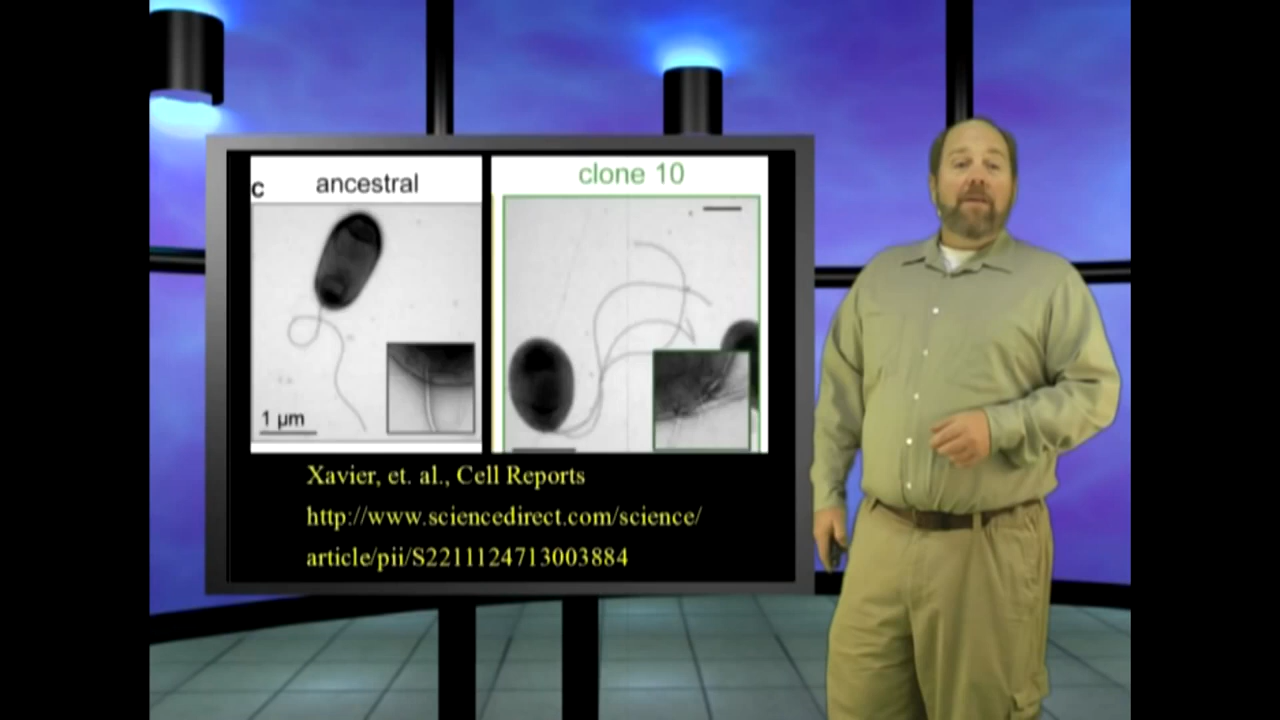 c ancestral
clone 10
1 μm
Xavier, et. al., Cell Reports
http://www.sciencedirect.com/science/
article/pii/S2211124713003884